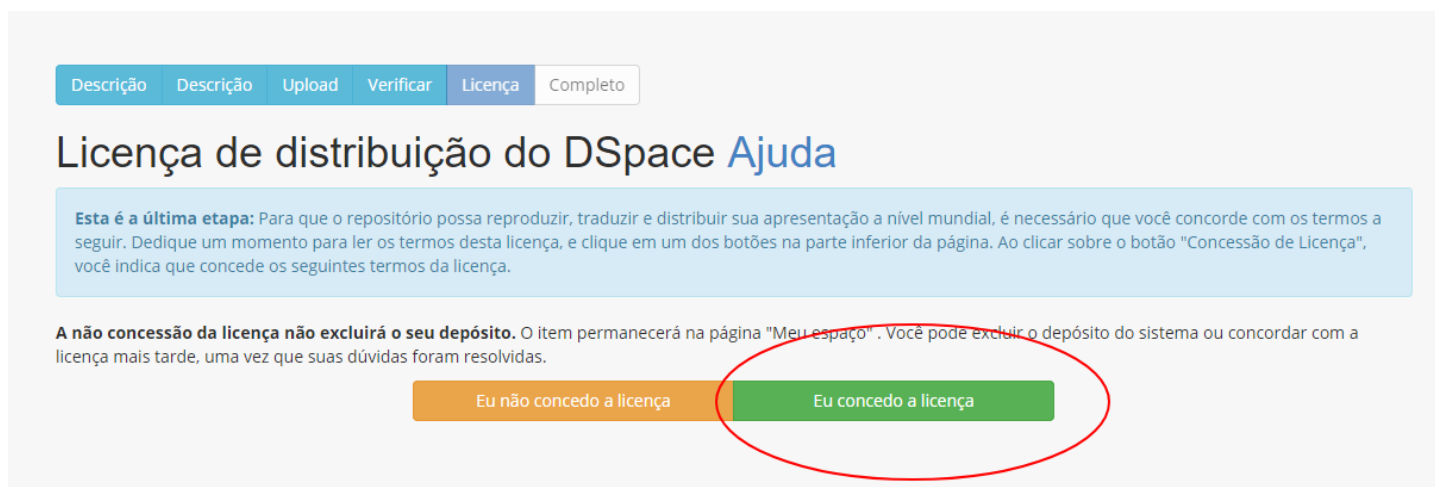 Descrição Descrição Upload Verificar Licença Completo
Licença de distribuição do DSpace Ajuda
Esta é a última etapa: Para que o repositório possa reproduzir, traduzir e distribuir sua apresentação a nível mundial, é necessário que você concorde com os termos a
seguir. Dedique um momento para ler os termos desta licença, e clique em um dos botões na parte inferior da página. Ao clicar sobre o botão "Concessão de Licença",
você indica que concede os seguintes termos da licença.
A não concessão da licença não excluirá o seu depósito. O item permanecerá na página "Meu espaço" . Você pode excluir o depósito do sistema ou concordar com a
licença mais tarde, uma vez que suas dúvidas foram resolvidas.
Eu não concedo a licença Eu concedo a licença